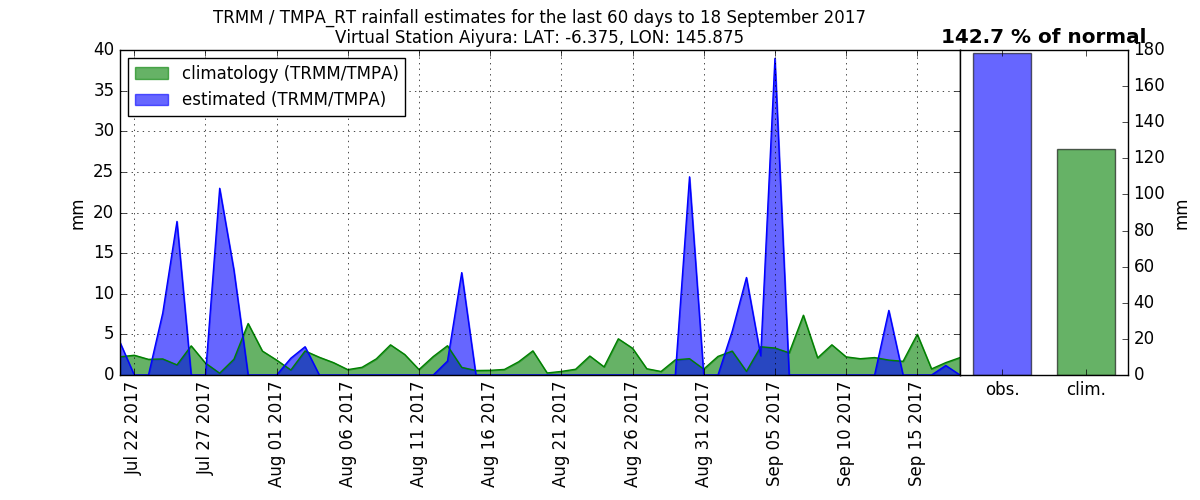 TRMM / TMPA_RT rainfall estimates for the last 60 days to 18 September 2017
Virtual Station Aiyura: LAT: -6.375, LON: 145.875
142.7 % of normal
climatology (TRMM/TMPA)
estimated (TRMM/TMPA)
mm
40
35
30
25
20
15
10
5
0
Jul 22 2017
Jul 27 2017
Aug 01 2017
Aug 06 2017
Aug 11 2017
Aug 16 2017
Aug 21 2017
Aug 26 2017
Aug 31 2017
Sep 05 2017
Sep 10 2017
Sep 15 2017
obs.
clim.
180
160
140
120
100
80
60
40
20
0
mm